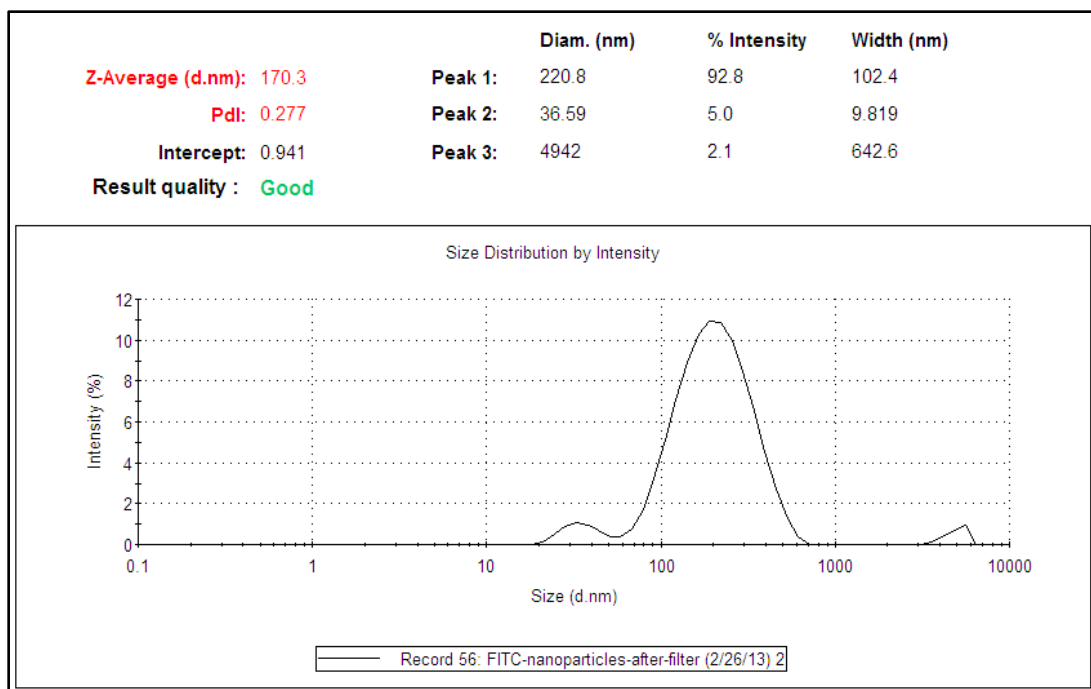 Diam. (nm) % Intensity Width (nm)
Z-Average (d.nm): 170.3 Peak 1: 220.8 92.8 102.4
PdI: 0.277 Peak 2: 36.59 5.0 9.819
Intercept: 0.941 Peak 3: 4942 2.1 642.6
Result quality : Good
Size Distribution by Intensity
12
10
8
6
4
2
0
Intensity (%)
0.1 1 10 100 1000 10000
Size (d.nm)
Record 56: FITC-nanoparticles-after-filter (2/26/13) 2